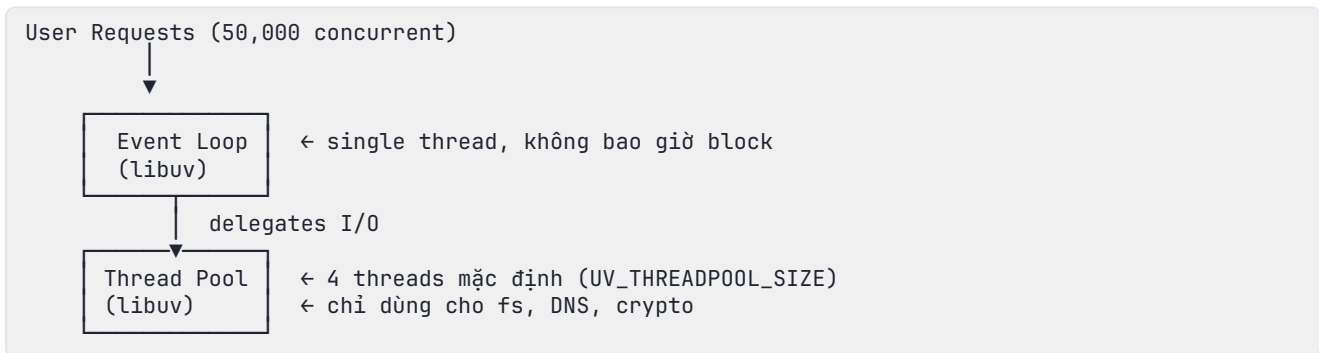 User Requests (50,000 concurrent)
Event Loop ← single thread, không bao giờ block
(libuv)
delegates I/O
Thread Pool ← 4 threads mặc định (UV_THREADPOOL_SIZE)
(libuv) ← chỉ dùng cho fs, DNS, crypto